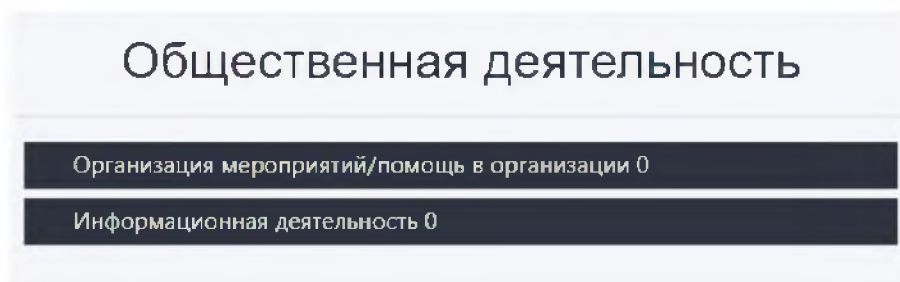 Общественная деятельность
Организация мероприятий/помощь в организации 0
Информационная деятельность 0